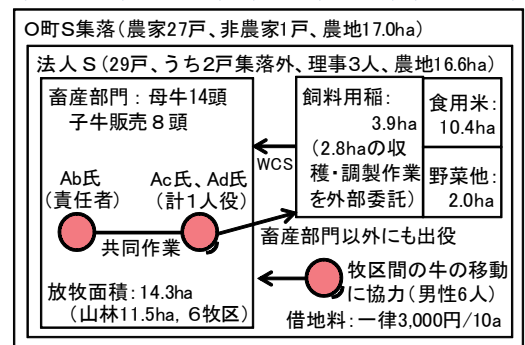 O町S集落(農家27戸、非農家1戸、農地17.0ha)
法人S(29戸、うち2戸集落外、理事3人、農地16.6ha)
畜産部門:母牛14頭
子牛販売8頭
Ab氏
(責任者)
Ac氏、Ad氏
(計1人役)
共同作業
放牧面積:14.3ha
(山林11.5ha,6牧区)
WCS
飼料用稲:
3.9ha
(2.8haの収
穫・調製作業
を外部委託)
食用米:
10.4ha
野菜他:
2.0ha
畜産部門以外にも出役
牧区間の牛の移動
に協力(男性6人)
借地料:一律3,000円/10a